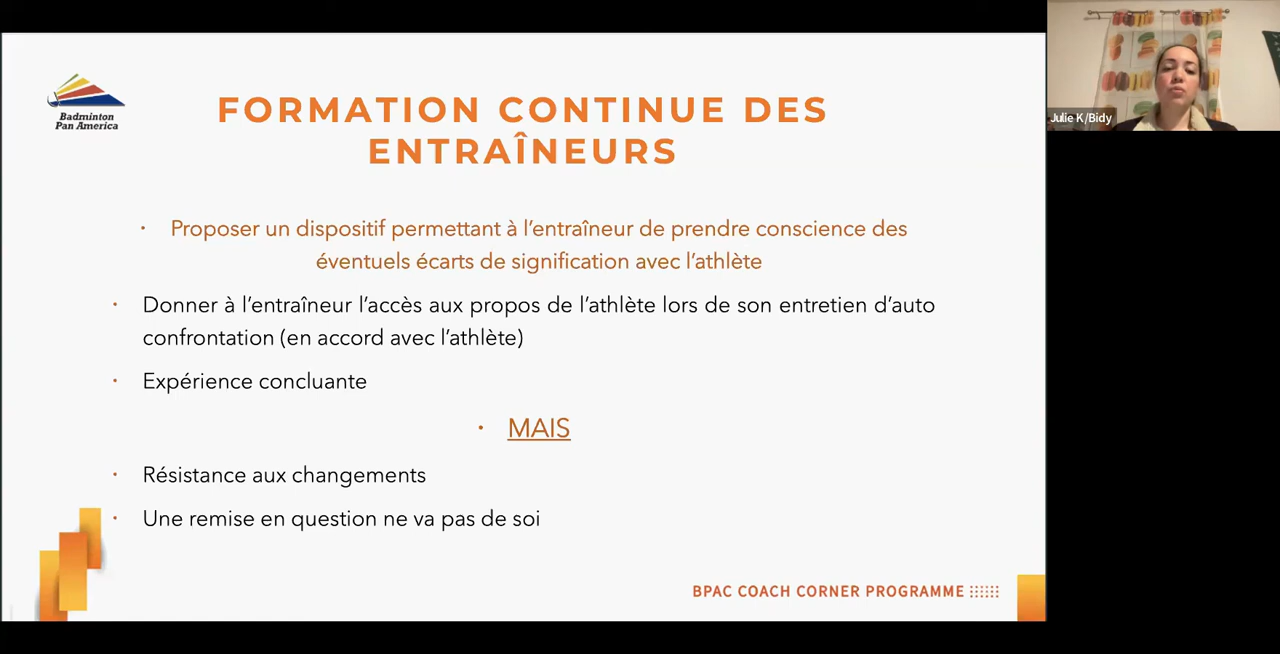 Badminton
Pan America
FORMATION CONTINUE DES
ENTRAÎNEURS
• Proposer un dispositif permettant à l’entraîneur de prendre conscience des
éventuels écarts de signification avec l’athlète
• Donner à l’entraîneur l’accès aux propos de l’athlète lors de son entretien d’auto
confrontation (en accord avec l’athlète)
• Expérience concluante
• MAIS
• Résistance aux changements
• Une remise en question ne va pas de soi
BPAC COACH CORNER PROGRAMME
Julie K/Bidy